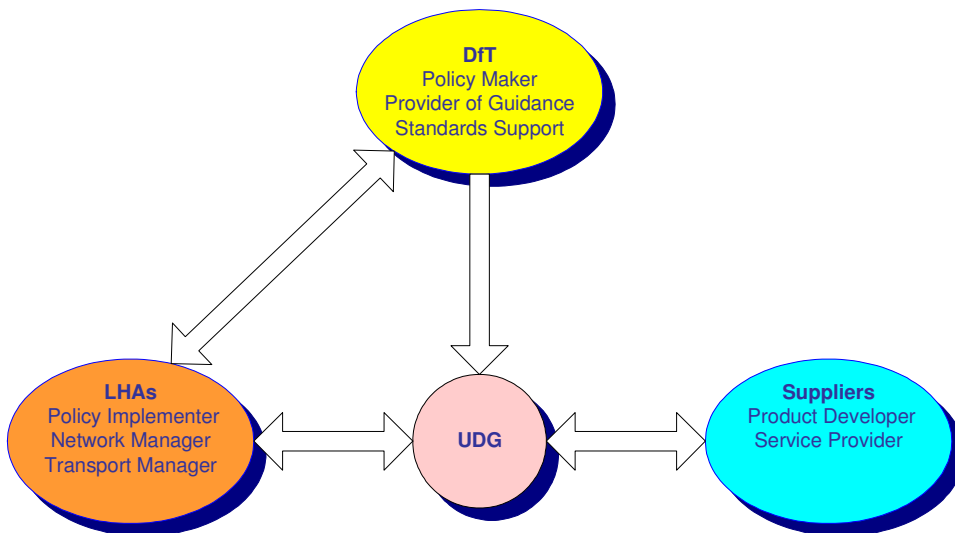 DfT
Policy Maker
Provider of Guidance
Standards Support
LHAs
Policy Implementer
Network Manager
Transport Manager
UDG
Suppliers
Product Developer
Service Provider